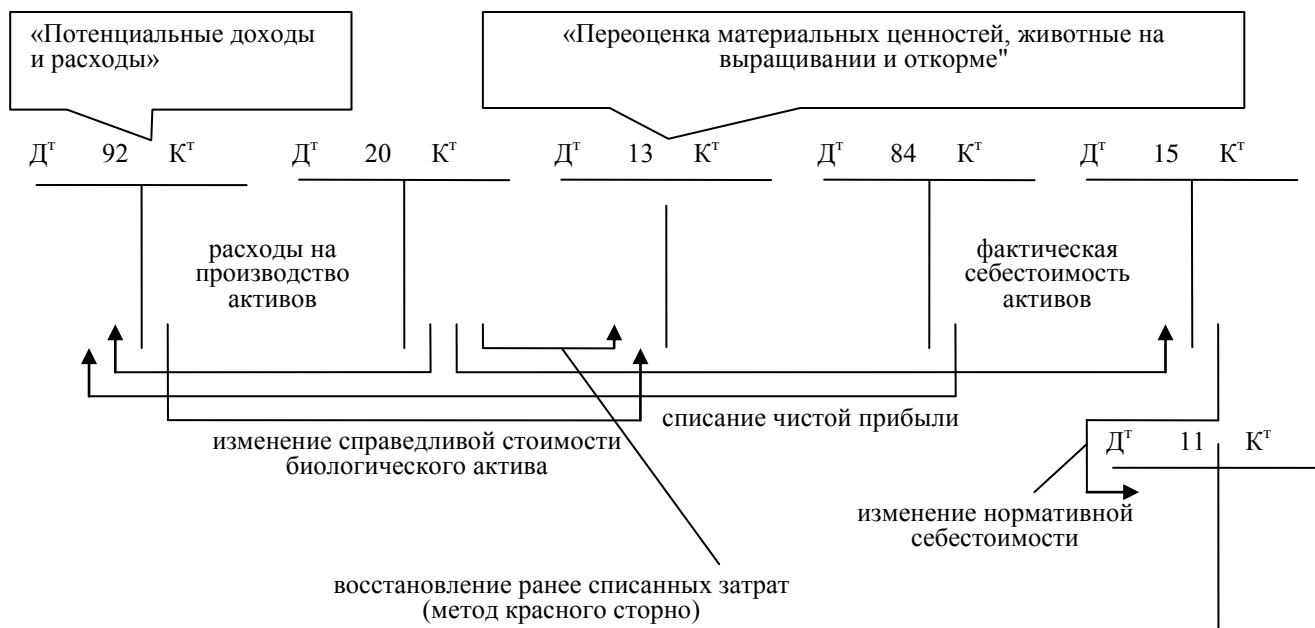 «Потенциальные доходы
и расходы»
«Переоценка материальных ценностей, животные на
выращивании и откорме"
Дт 92 Кт
Дт 20 Кт
Дт 13 Кт
Дт 84 Кт
Дт 15 Кт
расходы на
производство
активов
фактическая
себестоимость
активов
списание чистой прибыли
изменение справедливой стоимости
биологического актива
Дт 11 Кт
изменение нормативной
себестоимости
восстановление ранее списанных затрат
(метод красного сторно)